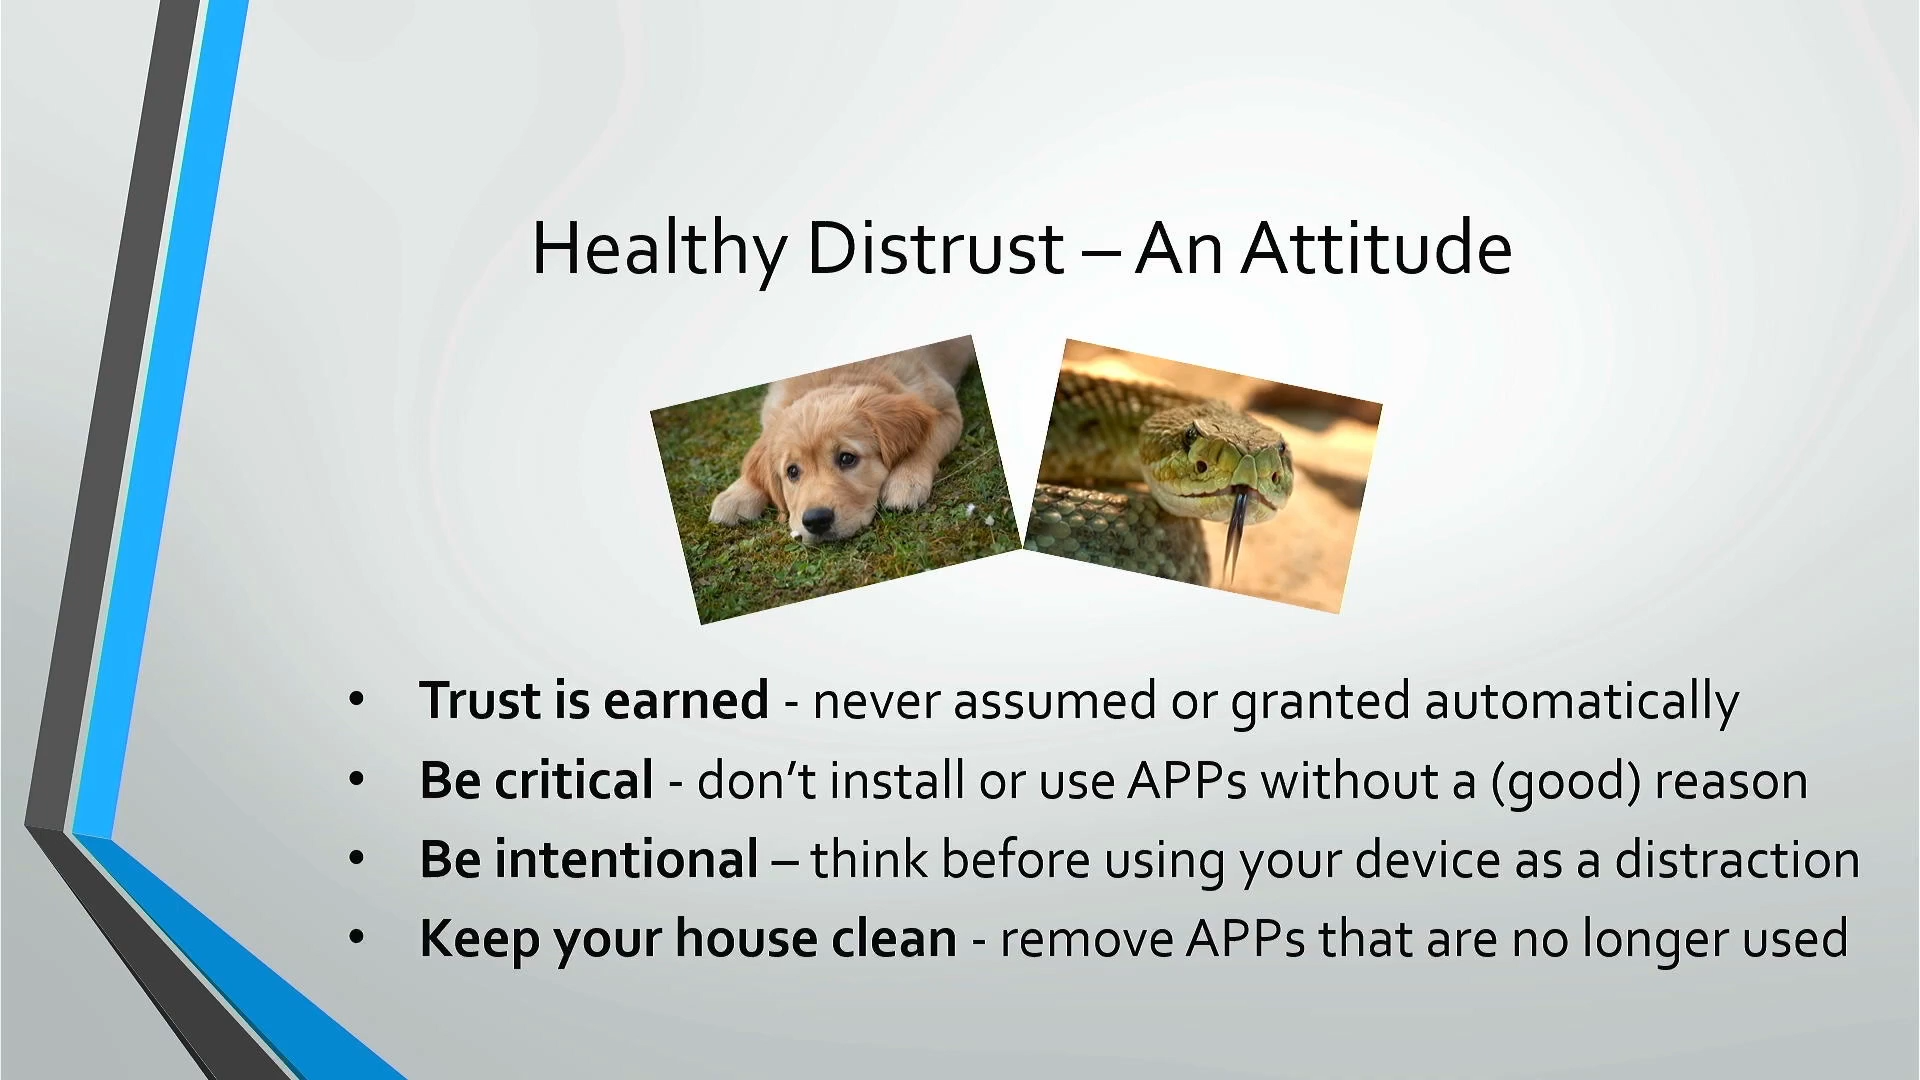 Healthy Distrust – An Attitude
• Trust is earned - never assumed or granted automatically
• Be critical - don’t install or use APPs without a (good) reason
• Be intentional – think before using your device as a distraction
• Keep your house clean - remove APPs that are no longer used